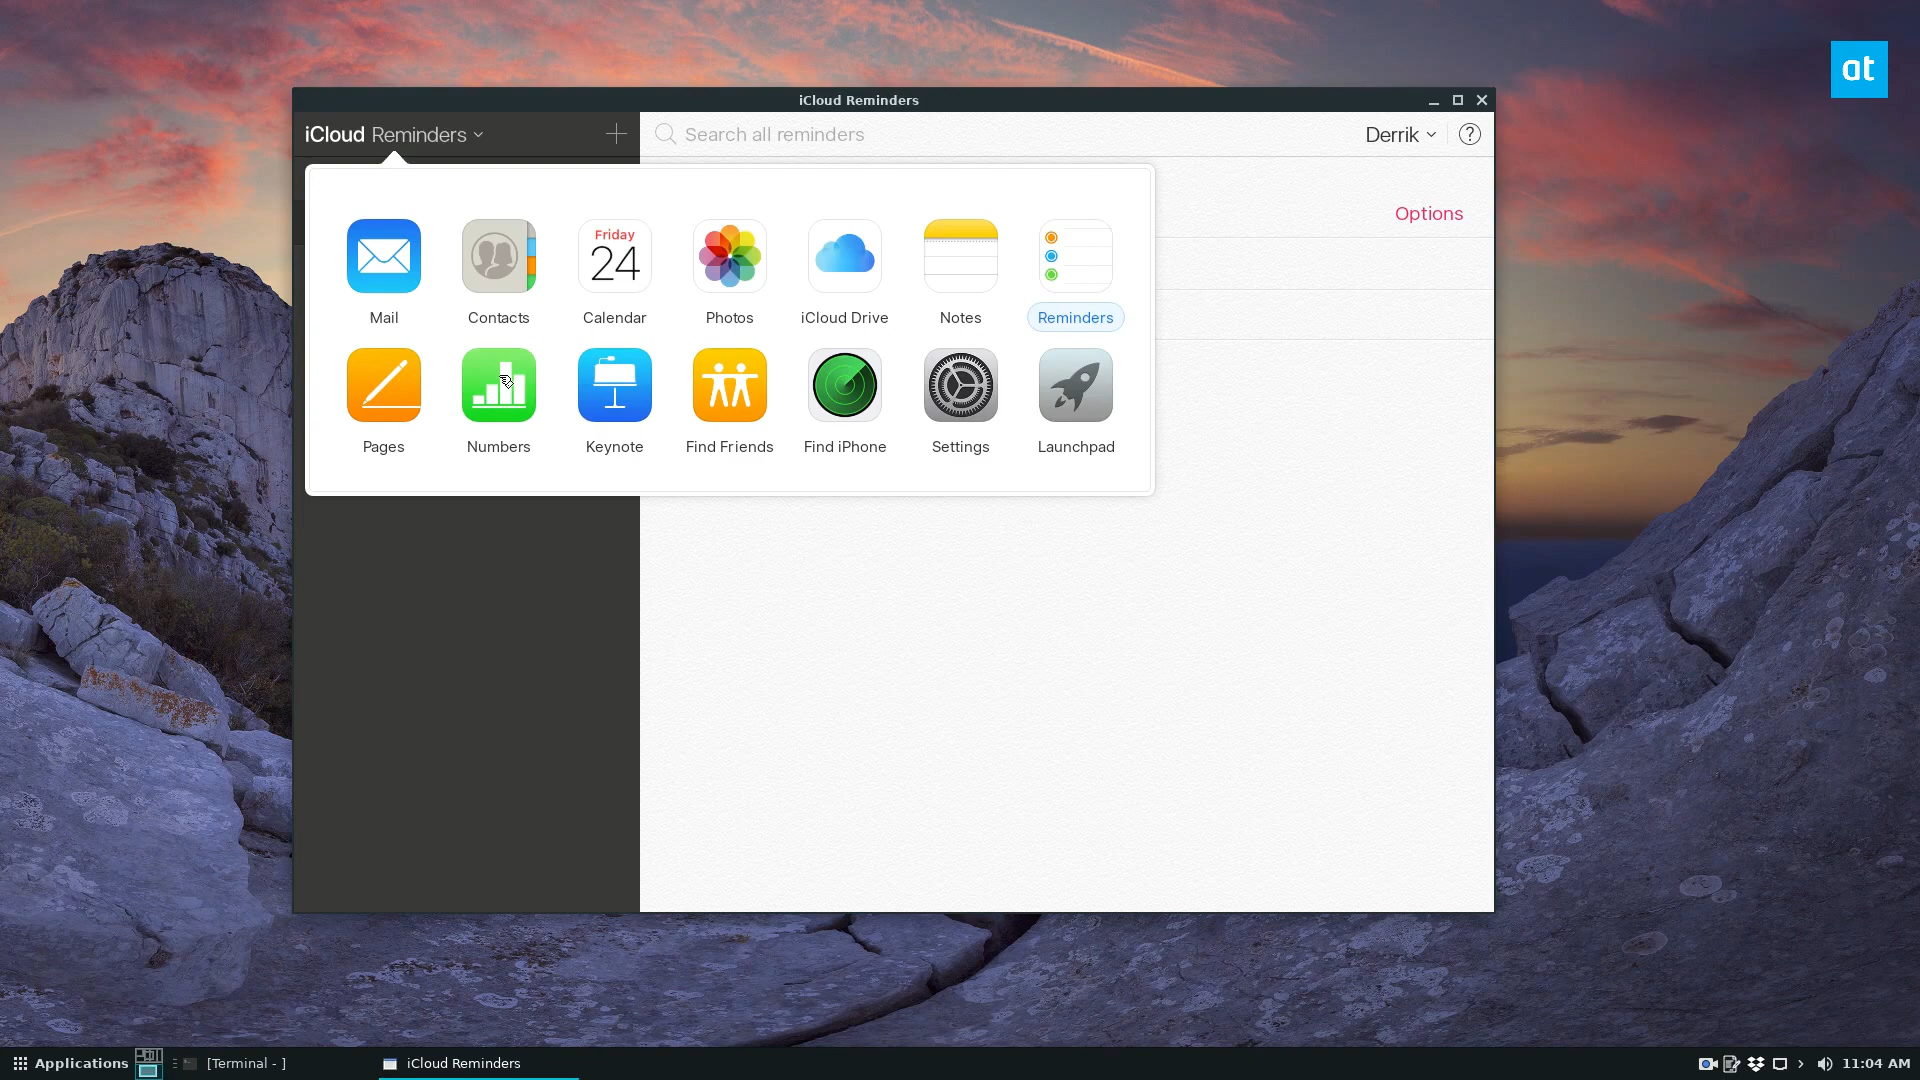 at
iCloud Reminders
iCloud Reminders
Search all reminders
Derrik
?
Options
Friday
24
Mail
Contacts
Calendar
Photos
iCloud Drive
Notes
Reminders
Pages
Numbers
Keynote
Find Friends
Find iPhone
Settings
Launchpad
Applications
[Terminal - ]
iCloud Reminders
11:04 AM